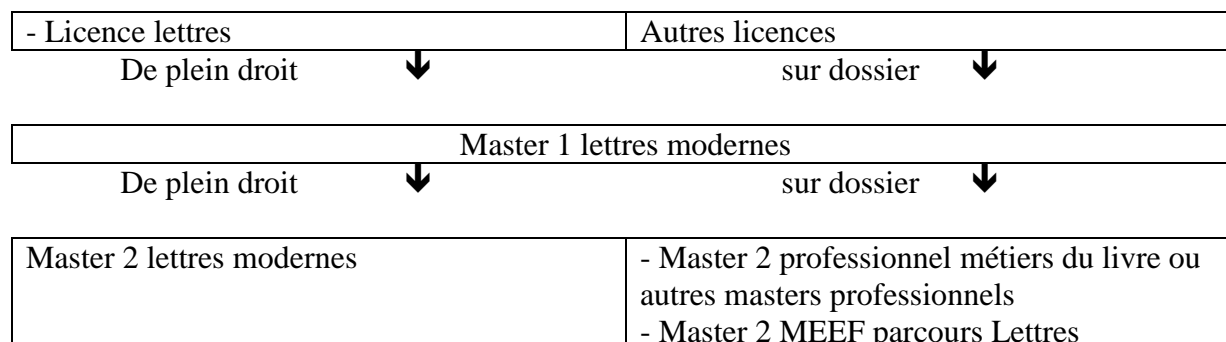 - Licence lettres Autres licences
De plein droit sur dossier
Master 1 lettres modernes
De plein droit sur dossier
Master 2 lettres modernes - Master 2 professionnel métiers du livre ou
autres masters professionnels
- Master 2 MEEF parcours Lettres